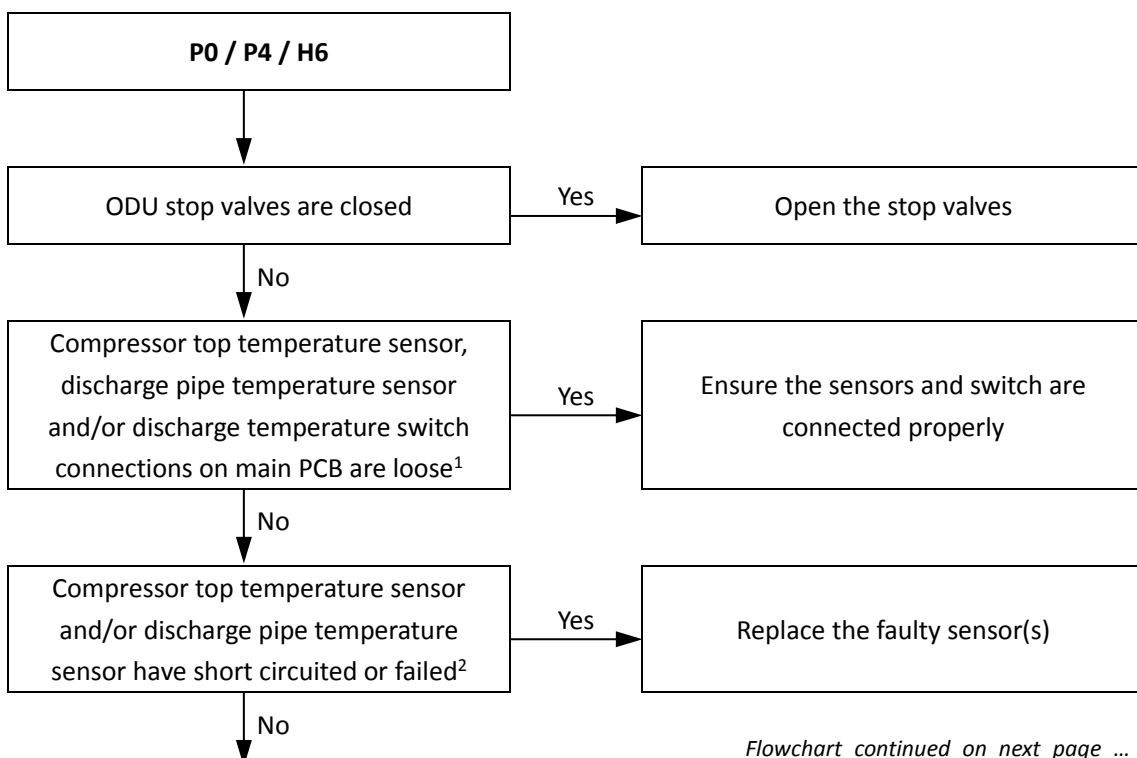 P0 / P4 / H6
ODU stop valves are closed
Yes
Open the stop valves
No
Compressor top temperature sensor,
discharge pipe temperature sensor
and/or discharge temperature switch
connections on main PCB are loose¹
Yes
Ensure the sensors and switch are
connected properly
No
Compressor top temperature sensor
and/or discharge pipe temperature
sensor have short circuited or failed²
Yes
Replace the faulty sensor(s)
No
Flowchart continued on next page ...